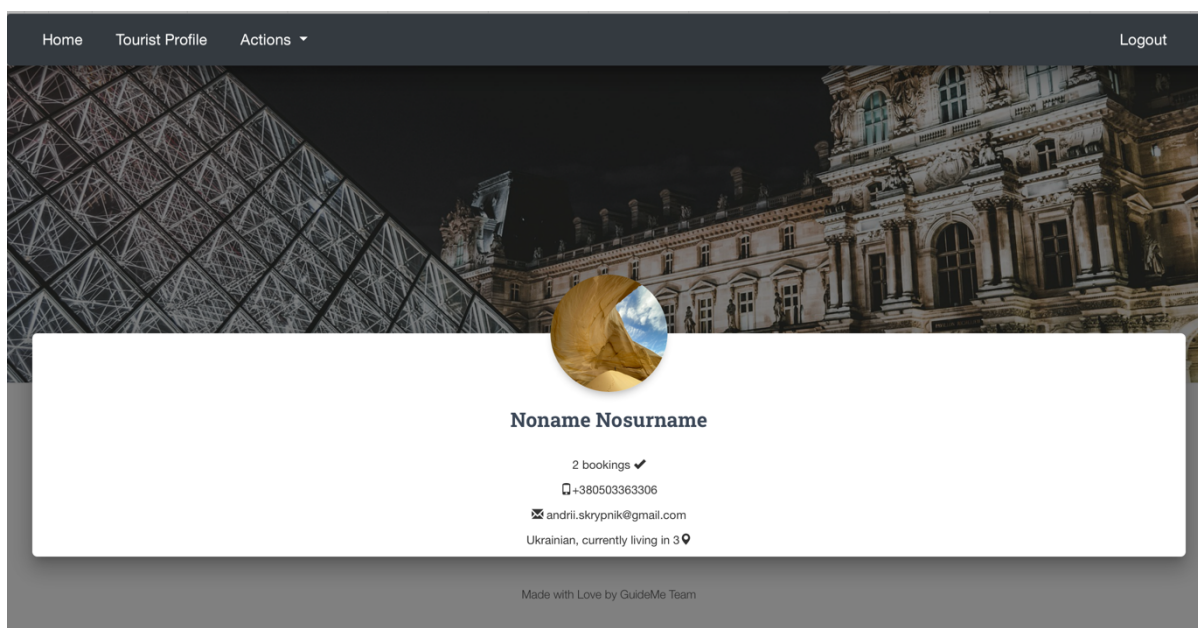 Home Tourist Profile Actions Logout
Noname Nosurname
2 bookings
+380503363306
andrii.skrypnik@gmail.com
Ukrainian, currently living in 3
Made with Love by GuideMe Team